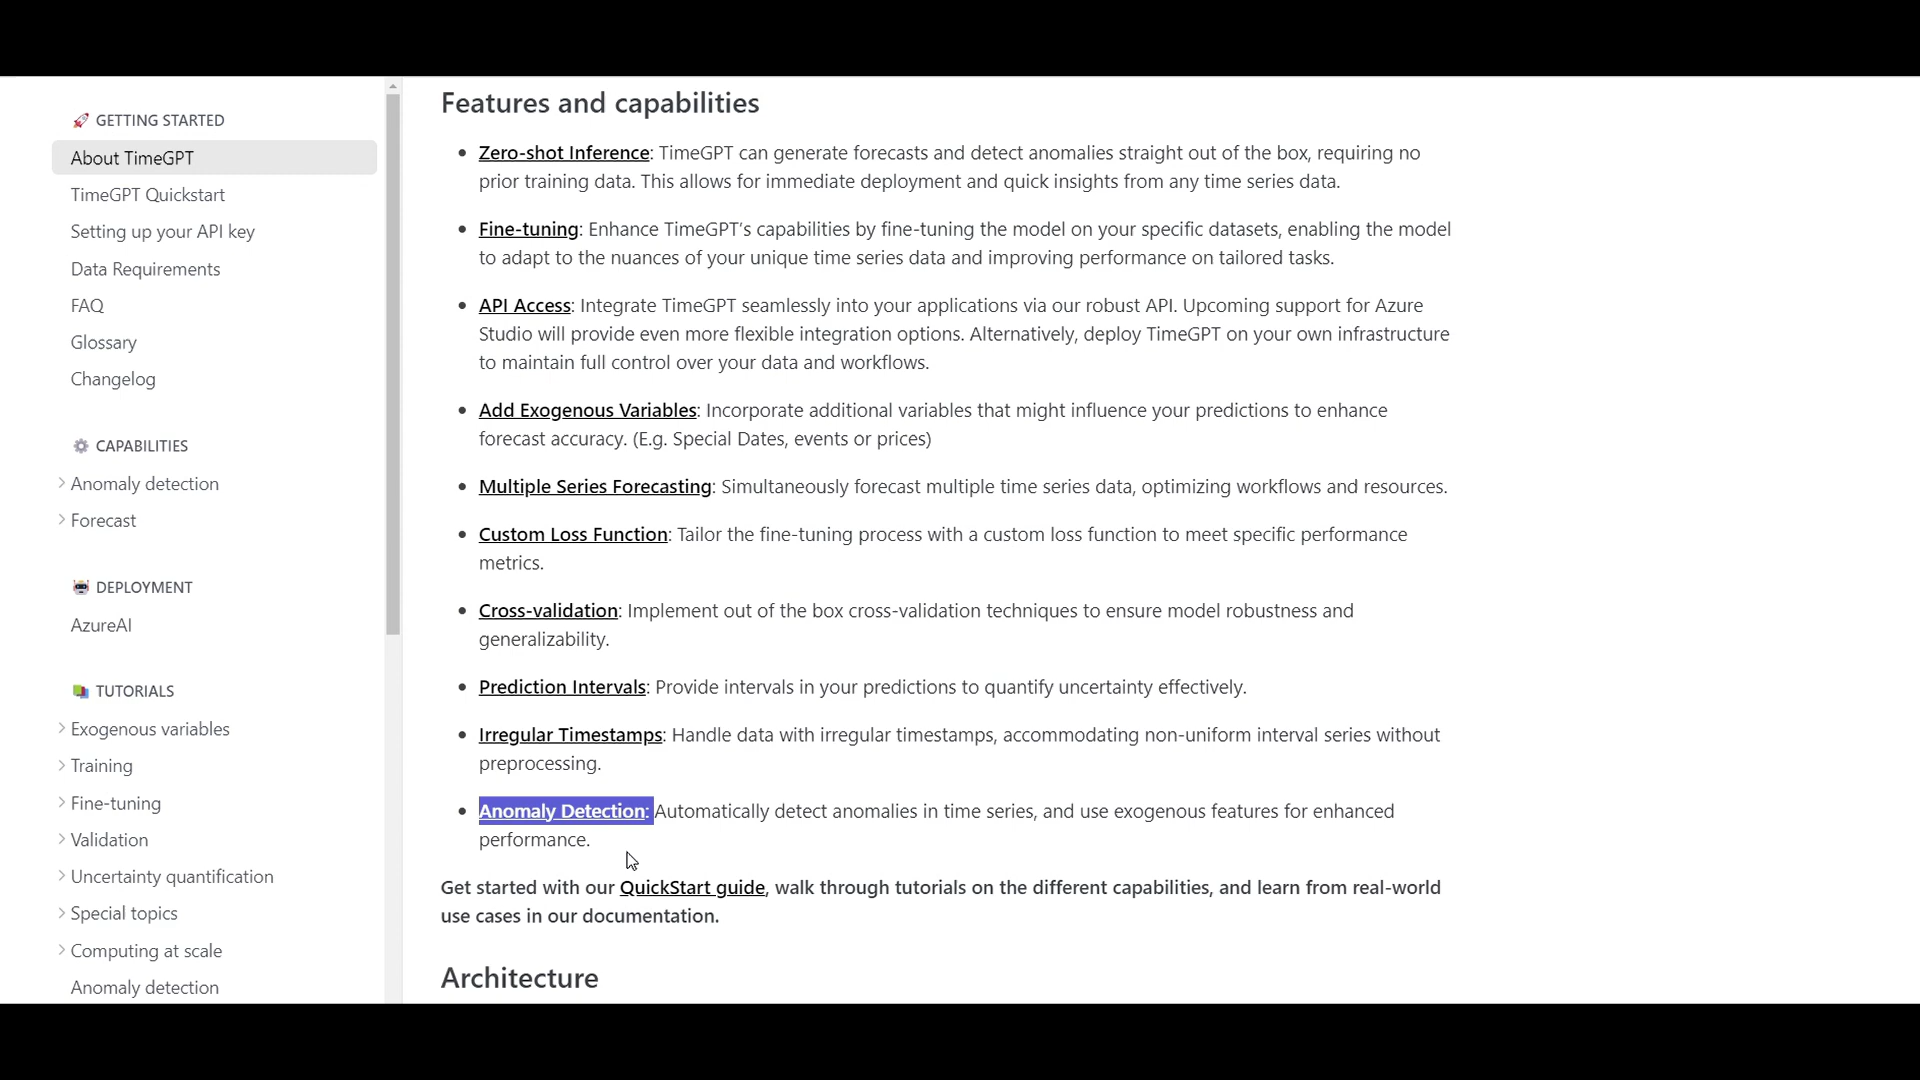 🚀 GETTING STARTED
About TimeGPT
TimeGPT Quickstart
Setting up your API key
Data Requirements
FAQ
Glossary
Changelog
⚙️ CAPABILITIES
Anomaly detection
Forecast
🤖 DEPLOYMENT
AzureAI
📚 TUTORIALS
Exogenous variables
Training
Fine-tuning
Validation
Uncertainty quantification
Special topics
Computing at scale
Anomaly detection
Features and capabilities
• Zero-shot Inference: TimeGPT can generate forecasts and detect anomalies straight out of the box, requiring no
prior training data. This allows for immediate deployment and quick insights from any time series data.
• Fine-tuning: Enhance TimeGPT's capabilities by fine-tuning the model on your specific datasets, enabling the model
to adapt to the nuances of your unique time series data and improving performance on tailored tasks.
• API Access: Integrate TimeGPT seamlessly into your applications via our robust API. Upcoming support for Azure
Studio will provide even more flexible integration options. Alternatively, deploy TimeGPT on your own infrastructure
to maintain full control over your data and workflows.
• Add Exogenous Variables: Incorporate additional variables that might influence your predictions to enhance
forecast accuracy. (E.g. Special Dates, events or prices)
• Multiple Series Forecasting: Simultaneously forecast multiple time series data, optimizing workflows and resources.
• Custom Loss Function: Tailor the fine-tuning process with a custom loss function to meet specific performance
metrics.
• Cross-validation: Implement out of the box cross-validation techniques to ensure model robustness and
generalizability.
• Prediction Intervals: Provide intervals in your predictions to quantify uncertainty effectively.
• Irregular Timestamps: Handle data with irregular timestamps, accommodating non-uniform interval series without
preprocessing.
• Anomaly Detection: Automatically detect anomalies in time series, and use exogenous features for enhanced
performance.
Get started with our QuickStart guide, walk through tutorials on the different capabilities, and learn from real-world
use cases in our documentation.
Architecture